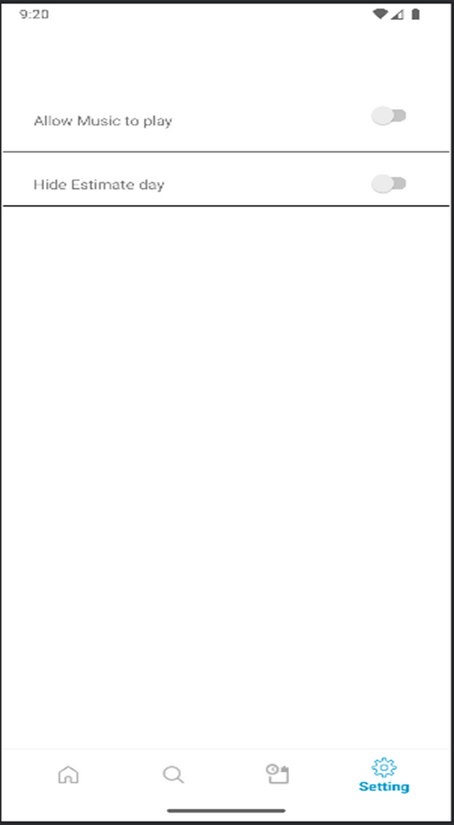 9:20
Allow Music to play
Hide Estimate day
Setting